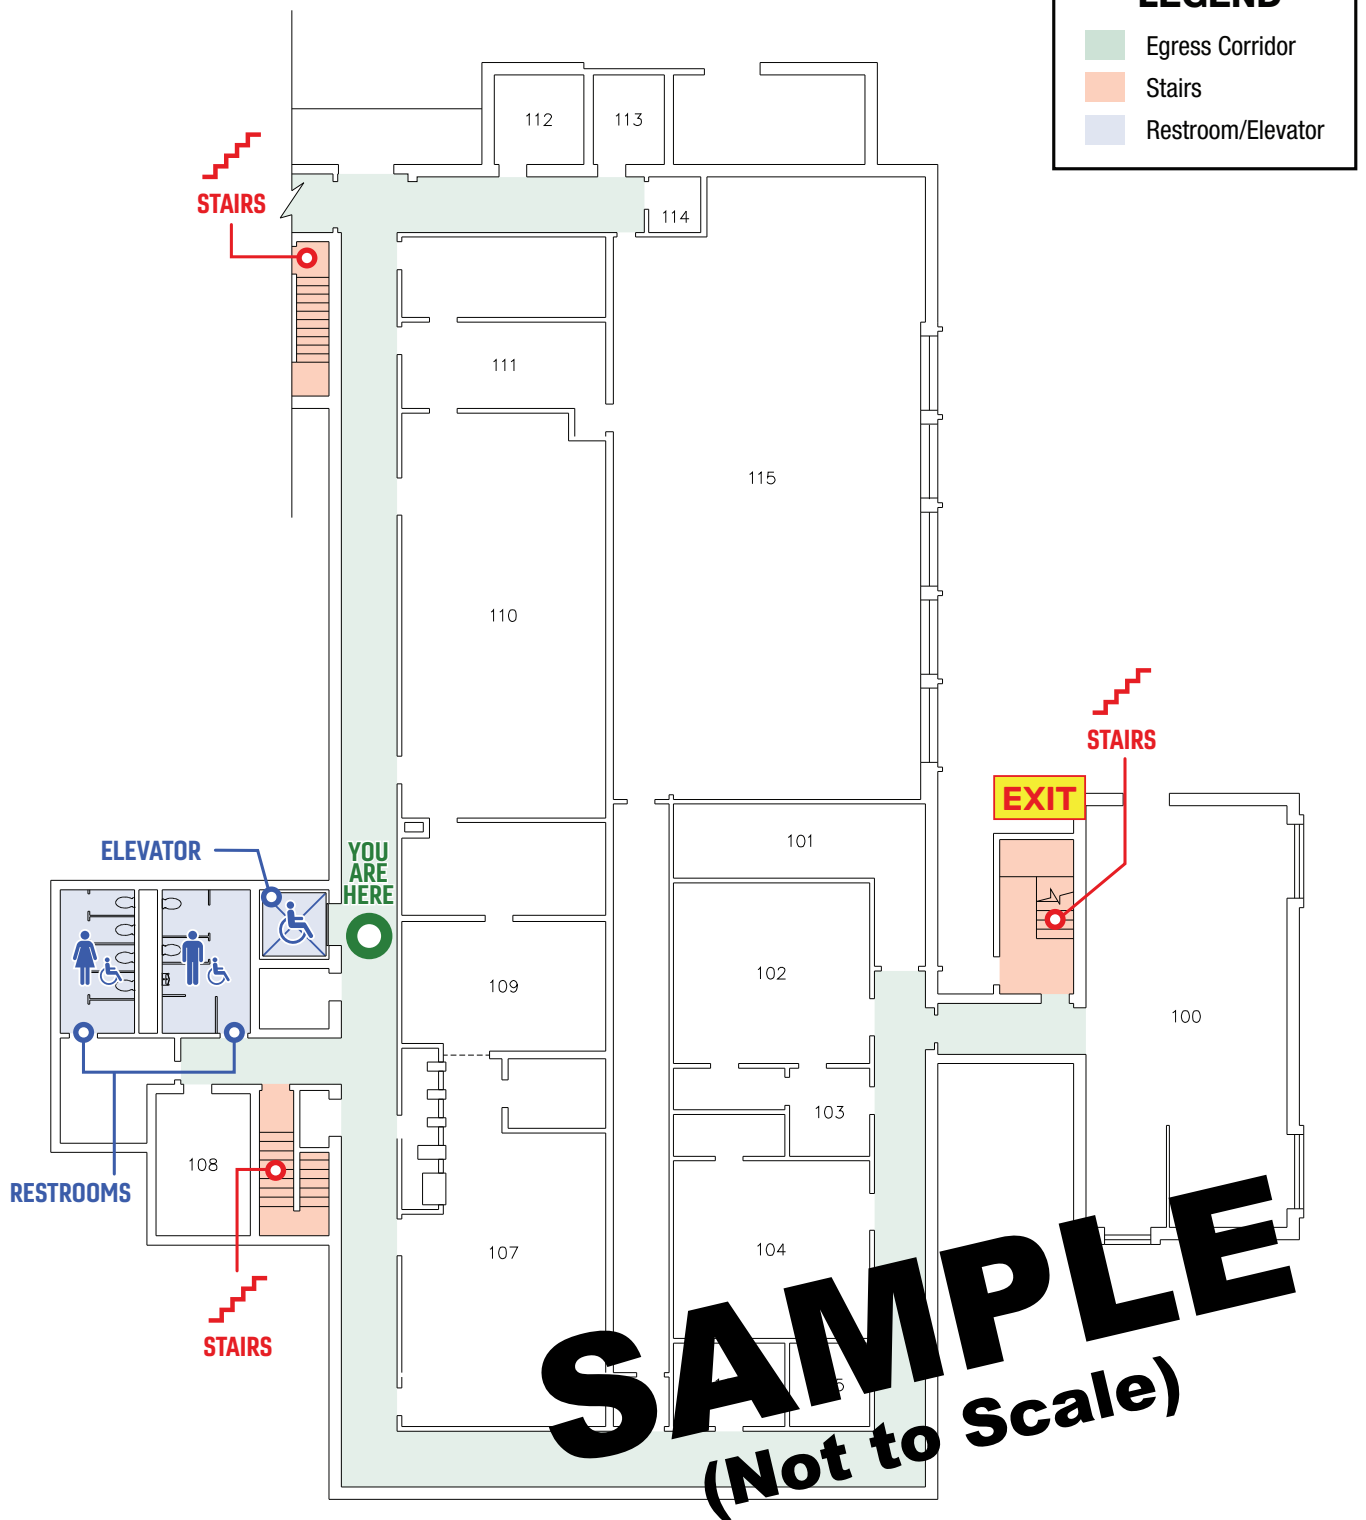 LEGEND
Egress Corridor
Stairs
Restroom/Elevator
112
113
STAIRS
114
111
115
110
STAIRS
EXIT
101
ELEVATOR
YOU
ARE
HERE
102
109
100
103
108
RESTROOMS
104
107
STAIRS
SAMPLE
(Not to Scale)